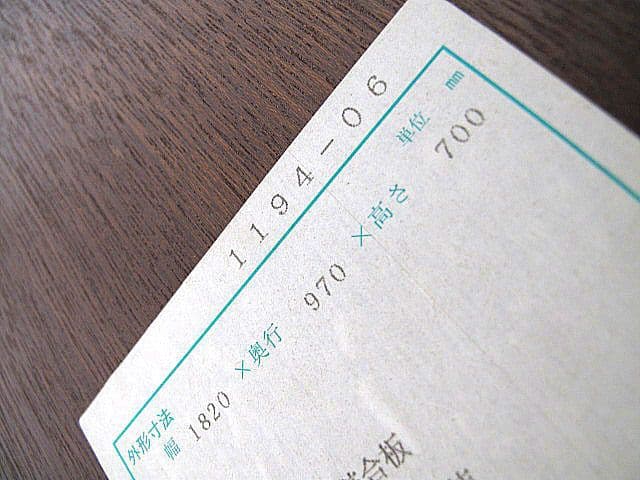 1194-06
外形寸法 単位 mm
幅 1820 ×奥行 970 ×高さ 700
合板